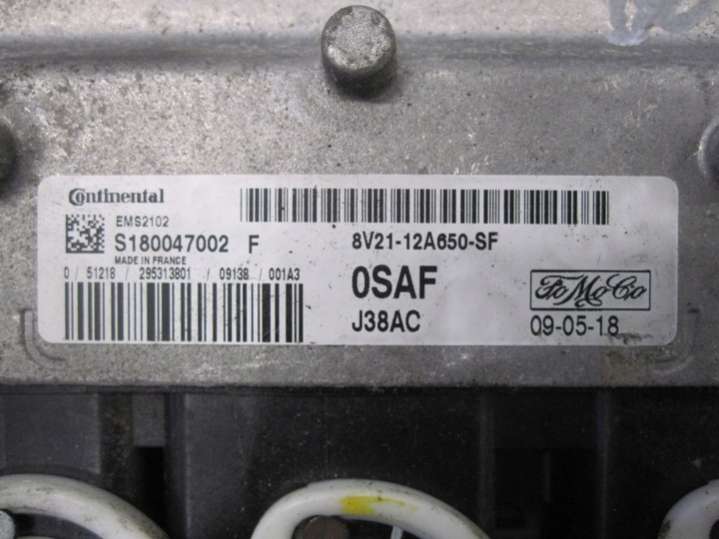 Continental
EMS2102
S180047002 F
MADE IN FRANCE
0 / 51218 / 295313801 / 09138 / 001A3
8V21-12A650-SF
0SAF
J38AC
FoMoCo
09-05-18